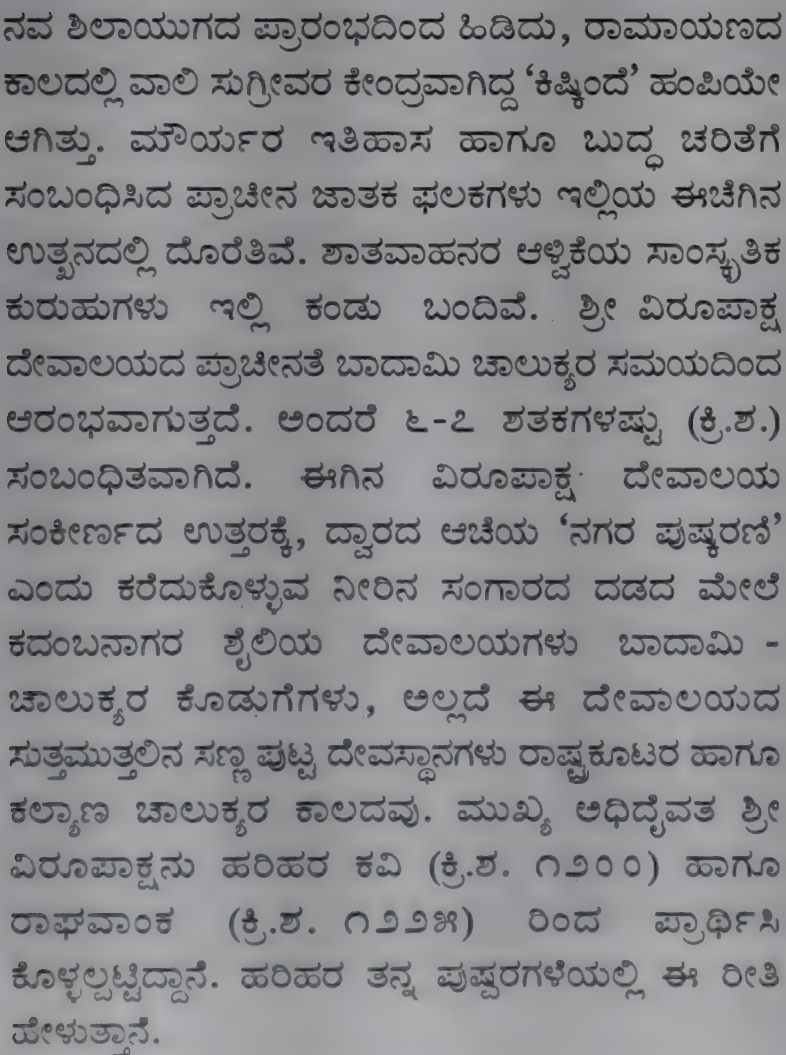 ನವ ಶಿಲಾಯುಗದ ಪ್ರಾರಂಭದಿಂದ ಹಿಡಿದು, ರಾಮಾಯಣದ
ಕಾಲದಲ್ಲಿ ವಾಲಿ ಸುಗ್ರೀವರ ಕೇಂದ್ರವಾಗಿದ್ದ ‘ಕಿಷ್ಕಿಂದೆ’ ಹಂಪಿಯೇ
ಆಗಿತ್ತು. ಮೌರ್ಯರ ಇತಿಹಾಸ ಹಾಗೂ ಬುದ್ಧ ಚರಿತೆಗೆ
ಸಂಬಂಧಿಸಿದ ಪ್ರಾಚೀನ ಜಾತಕ ಫಲಕಗಳು ಇಲ್ಲಿಯ ಈಚೆಗಿನ
ಉತ್ಖನದಲ್ಲಿ ದೊರೆತಿವೆ. ಶಾತವಾಹನರ ಆಳ್ವಿಕೆಯ ಸಾಂಸ್ಕೃತಿಕ
ಕುರುಹುಗಳು ಇಲ್ಲಿ ಕಂಡು ಬಂದಿವೆ. ಶ್ರೀ ವಿರೂಪಾಕ್ಷ
ದೇವಾಲಯದ ಪ್ರಾಚೀನತೆ ಬಾದಾಮಿ ಚಾಲುಕ್ಯರ ಸಮಯದಿಂದ
ಆರಂಭವಾಗುತ್ತದೆ. ಅಂದರೆ ೬-೭ ಶತಕಗಳಷ್ಟು (ಕ್ರಿ.ಶ.)
ಸಂಬಂಧಿತವಾಗಿದೆ. ಈಗಿನ ವಿರೂಪಾಕ್ಷ ದೇವಾಲಯ
ಸಂಕೀರ್ಣದ ಉತ್ತರಕ್ಕೆ, ದ್ವಾರದ ಆಚೆಯ ‘ನಗರ ಪುಷ್ಕರಣಿ’
ಎಂದು ಕರೆದುಕೊಳ್ಳುವ ನೀರಿನ ಸಂಗಾರದ ದಡದ ಮೇಲೆ
ಕದಂಬನಾಗರ ಶೈಲಿಯ ದೇವಾಲಯಗಳು ಬಾದಾಮಿ -
ಚಾಲುಕ್ಯರ ಕೊಡುಗೆಗಳು, ಅಲ್ಲದೆ ಈ ದೇವಾಲಯದ
ಸುತ್ತಮುತ್ತಲಿನ ಸಣ್ಣ ಪುಟ್ಟ ದೇವಸ್ಥಾನಗಳು ರಾಷ್ಟ್ರಕೂಟರ ಹಾಗೂ
ಕಲ್ಯಾಣ ಚಾಲುಕ್ಯರ ಕಾಲದವು. ಮುಖ್ಯ ಅಧಿದೈವತ ಶ್ರೀ
ವಿರೂಪಾಕ್ಷನು ಹರಿಹರ ಕವಿ (ಕ್ರಿ.ಶ. ೧೨೦೦) ಹಾಗೂ
ರಾಘವಾಂಕ (ಕ್ರಿ.ಶ. ೧೨೨೫) ರಿಂದ ಪ್ರಾರ್ಥಿಸಿ
ಕೊಳ್ಳಲ್ಪಟ್ಟಿದ್ದಾನೆ. ಹರಿಹರ ತನ್ನ ಪುಷ್ಪರಗಳೆಯಲ್ಲಿ ಈ ರೀತಿ
ಹೇಳುತ್ತಾನೆ.